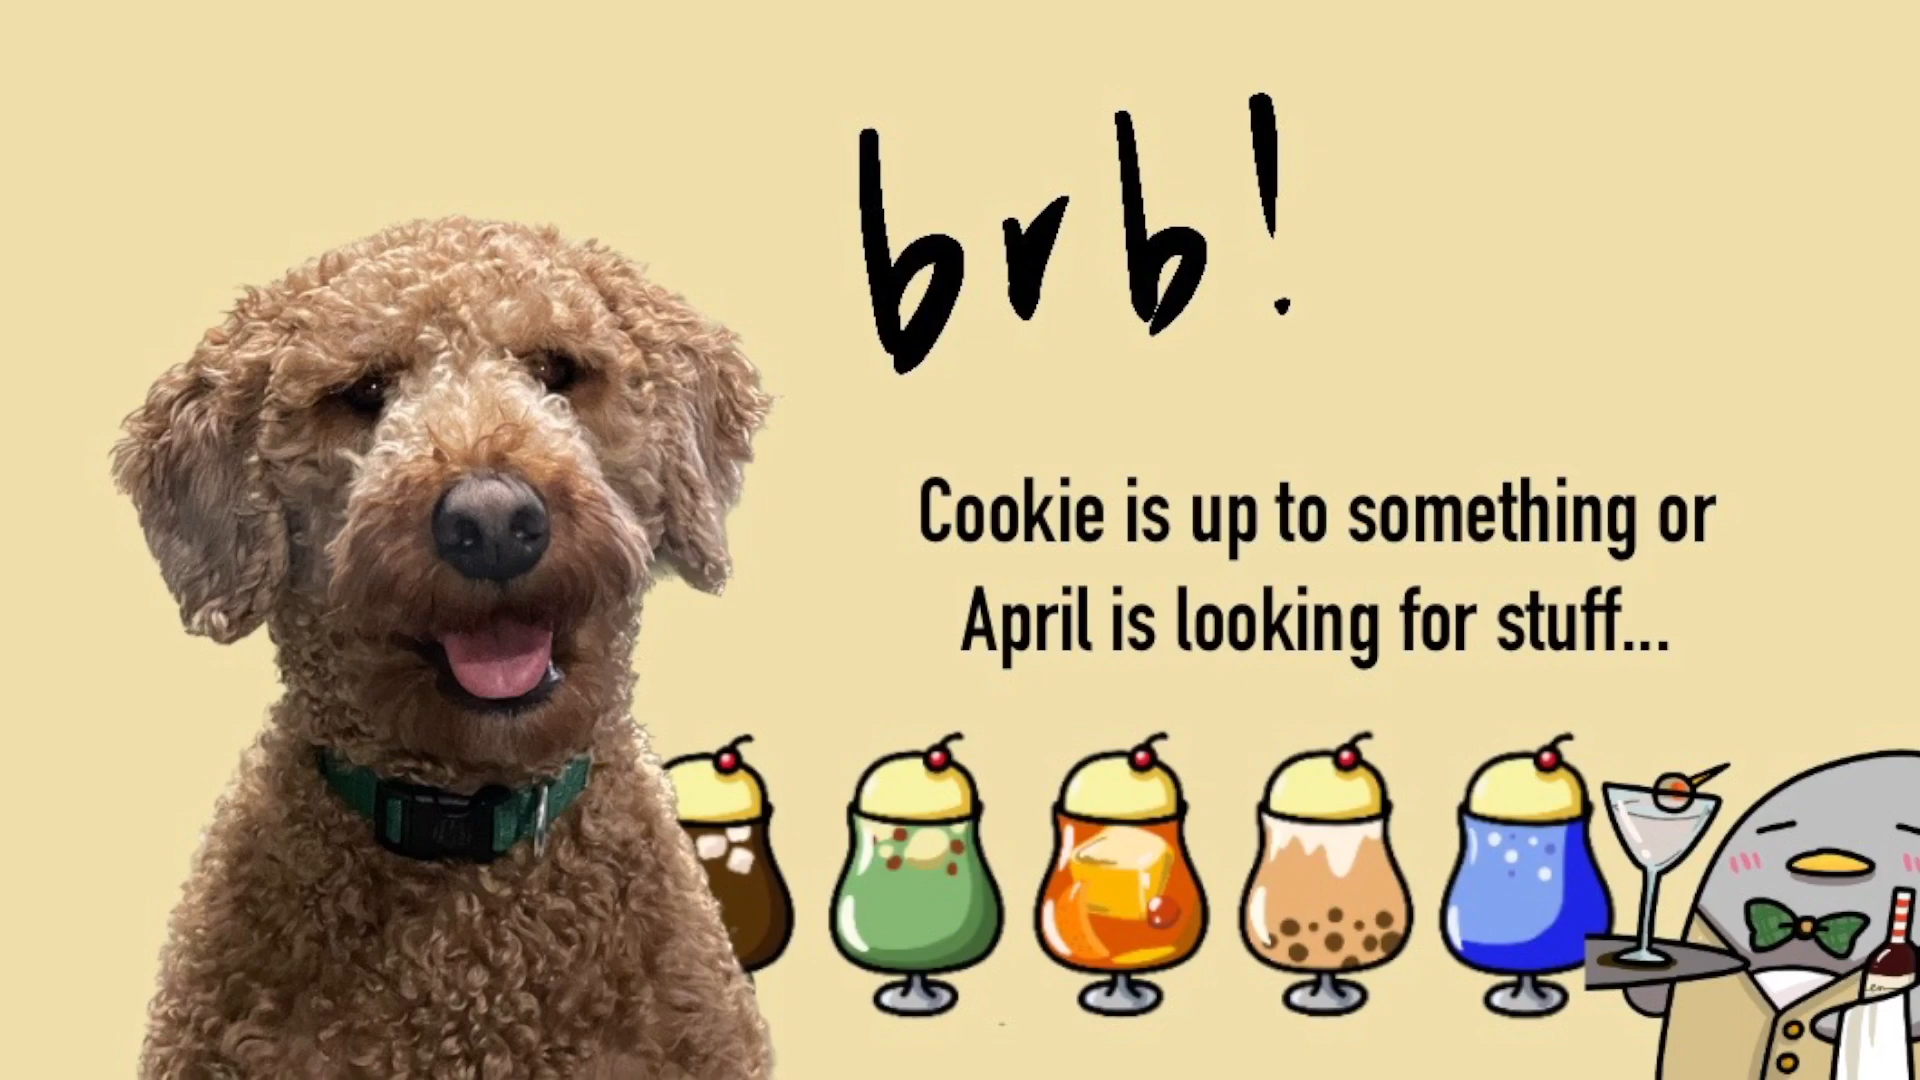 brb!
Cookie is up to something or
April is looking for stuff...